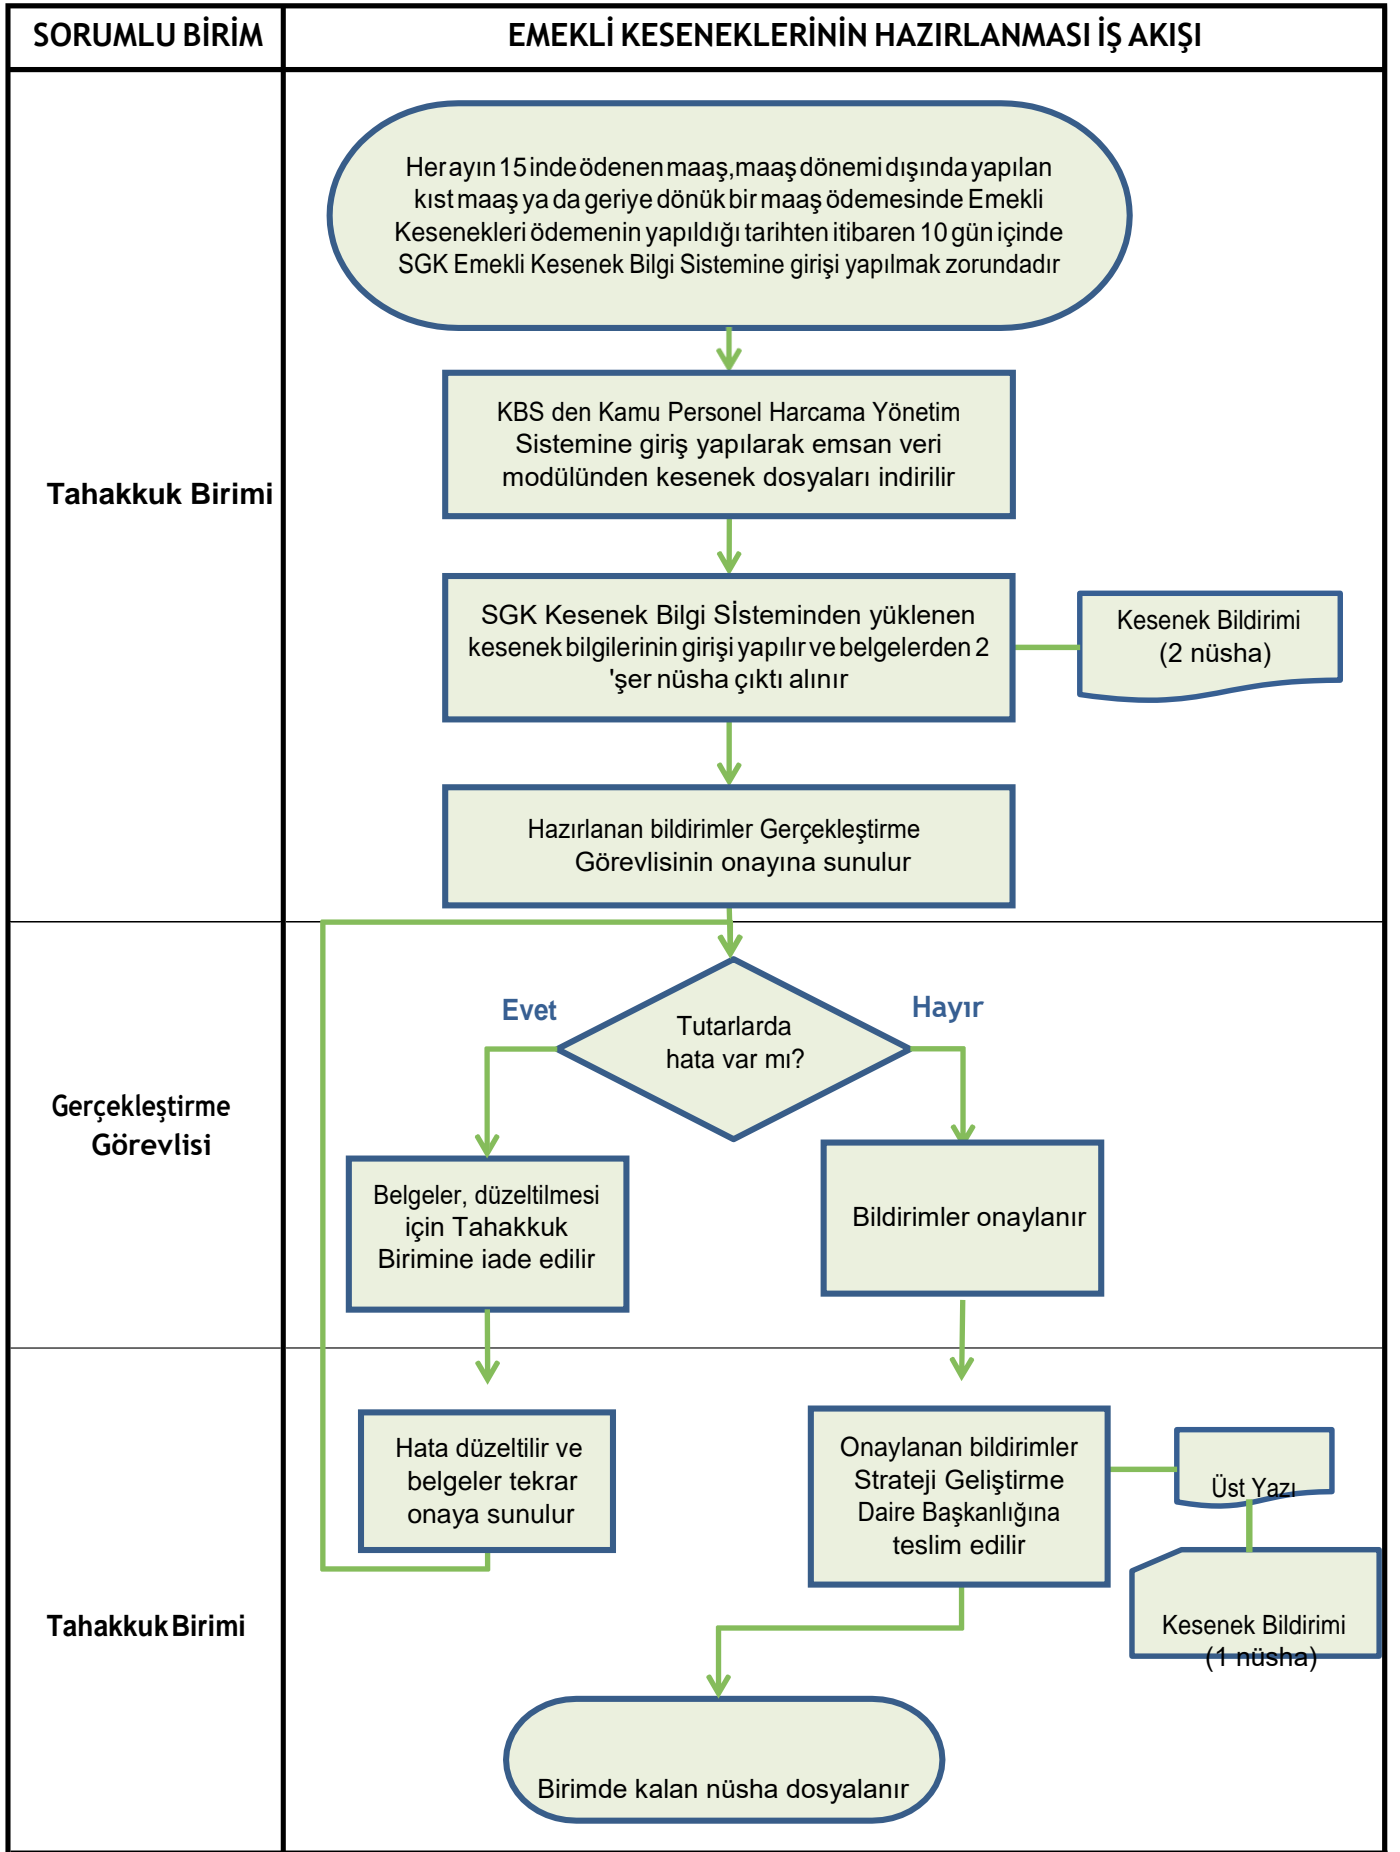 SORUMLU BİRİM
EMEKLİ KESENEKLERİNİN HAZIRLANMASI İŞ AKIŞI
Her ayın 15 inde ödenen maaş, maaş dönemi dışında yapılan
kıst maaş ya da geriye dönük bir maaş ödemesinde Emekli
Kesenekleri ödemenin yapıldığı tarihten itibaren 10 gün içinde
SGK Emekli Kesenek Bilgi Sistemine girişi yapılmak zorundadır
KBS den Kamu Personel Harcama Yönetim
Sistemine giriş yapılarak emsan veri
modülünden kesenek dosyaları indirilir
Tahakkuk Birimi
SGK Kesenek Bilgi Sİsteminden yüklenen
kesenek bilgilerinin girişi yapılır ve belgelerden 2
'şer nüsha çıktı alınır
Kesenek Bildirimi
(2 nüsha)
Hazırlanan bildirimler Gerçekleştirme
Görevlisinin onayına sunulur
Evet
Hayır
Tutarlarda
hata var mı?
Gerçekleştirme
Görevlisi
Belgeler, düzeltilmesi
için Tahakkuk
Birimine iade edilir
Bildirimler onaylanır
Hata düzeltilir ve
belgeler tekrar
onaya sunulur
Onaylanan bildirimler
Strateji Geliştirme
Daire Başkanlığına
teslim edilir
Üst Yazı
Kesenek Bildirimi
(1 nüsha)
Tahakkuk Birimi
Birimde kalan nüsha dosyalanır